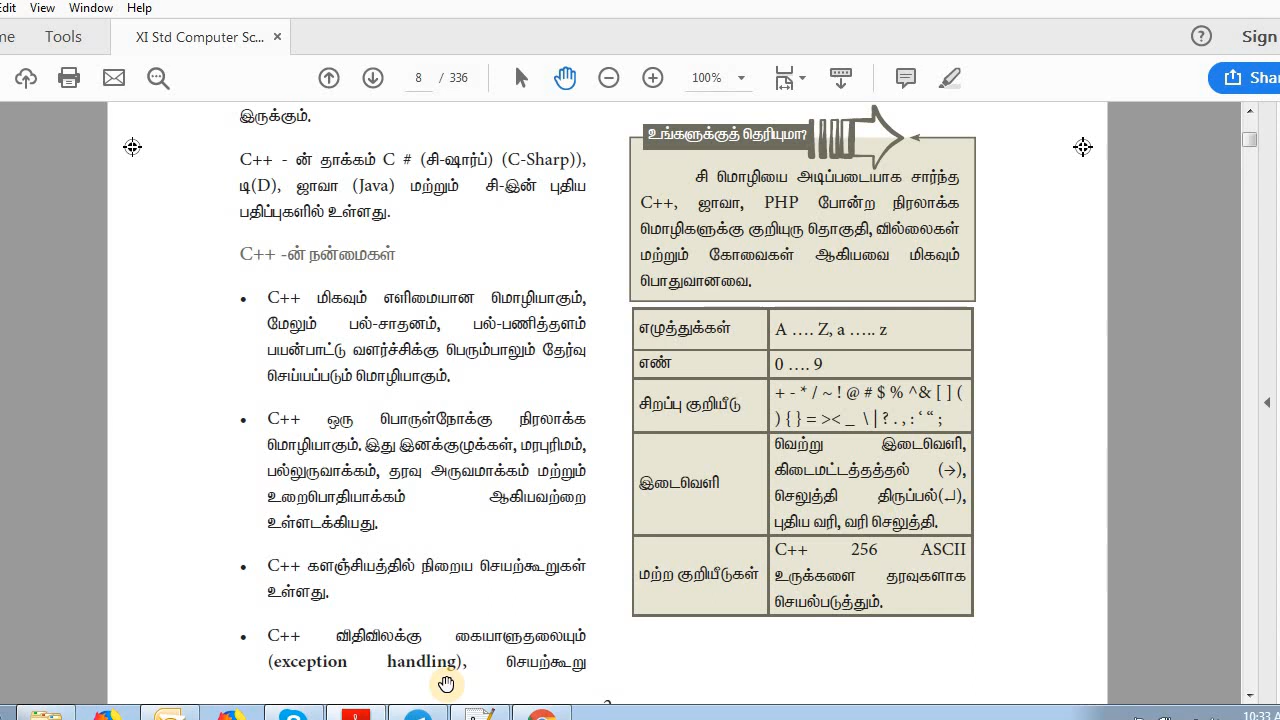 Edit View Window Help
me Tools XI Std Computer Sc... × Sign
8 / 336 100% Shar
இருக்கும்.
C++ - ன் தாக்கம் C # (சி-ஷார்ப்) (C-Sharp)),
டி(D), ஜாவா (Java) மற்றும் சி-இன் புதிய
பதிப்புகளில் உள்ளது.
C++ -ன் நன்மைகள்
• C++ மிகவும் எளிமையான மொழியாகும்,
மேலும் பல்-சாதனம், பல்-பணித்தளம்
பயன்பாட்டு வளர்ச்சிக்கு பெரும்பாலும் தேர்வு
செய்யப்படும் மொழியாகும்.
• C++ ஒரு பொருள்நோக்கு நிரலாக்க
மொழியாகும். இது இனக்குழுக்கள், மரபுரிமம்,
பல்லுருவாக்கம், தரவு அருவமாக்கம் மற்றும்
உறைபொதியாக்கம் ஆகியவற்றை
உள்ளடக்கியது.
• C++ களஞ்சியத்தில் நிறைய செயற்கூறுகள்
உள்ளது.
• C++ விதிவிலக்கு கையாளுதலையும்
(exception handling), செயற்கூறு
உங்களுக்குத் தெரியுமா?
சி மொழியை அடிப்படையாக சார்ந்த
C++, ஜாவா, PHP போன்ற நிரலாக்க
மொழிகளுக்கு குறியுரு தொகுதி, வில்லைகள்
மற்றும் கோவைகள் ஆகியவை மிகவும்
பொதுவானவை.
எழுத்துக்கள் A …. Z, a ….. z
எண் 0 …. 9
சிறப்பு குறியீடு + - * / ~ ! @ # $ % ^& [ ] (
) { } = >< _ \ | ? . , : ‘ “ ;
இடைவெளி வெற்று இடைவெளி,
கிடைமட்டத்தத்தல் (→),
செலுத்தி திருப்பல்(↵),
புதிய வரி, வரி செலுத்தி.
மற்ற குறியீடுகள் C++ 256 ASCII
உருக்களை தரவுகளாக
செயல்படுத்தும்.
10:33 A